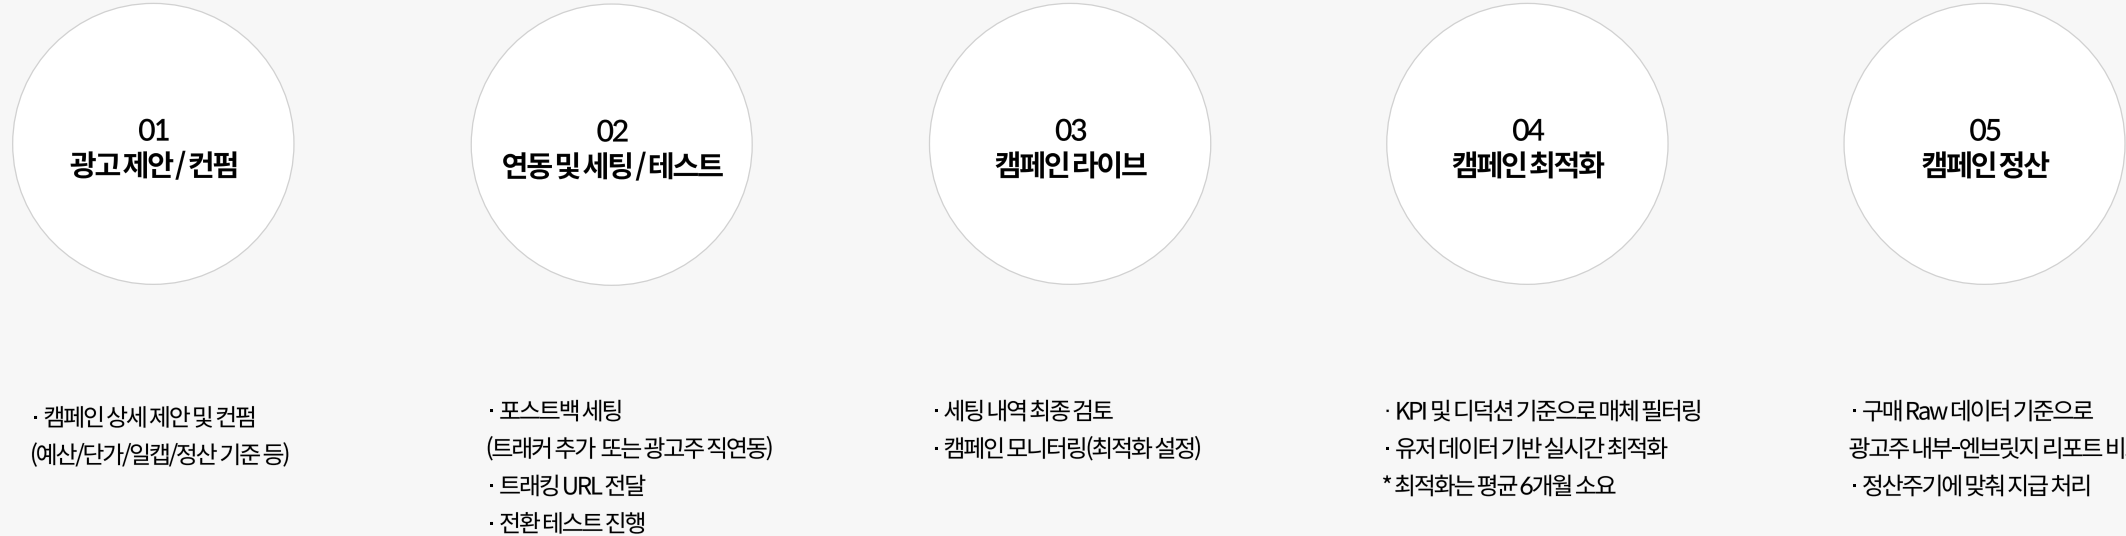 01
광고 제안 / 컨펌
· 캠페인 상세 제안 및 컨펌
(예산/단가/일캡/정산 기준 등)
02
연동 및 세팅 / 테스트
· 포스트백 세팅
(트래커 추가 또는 광고주 직연동)
· 트래킹 URL 전달
· 전환 테스트 진행
03
캠페인 라이브
· 세팅 내역 최종 검토
· 캠페인 모니터링(최적화 설정)
04
캠페인 최적화
· KPI 및 디덕션 기준으로 매체 필터링
· 유저 데이터 기반 실시간 최적화
* 최적화는 평균 6개월 소요
05
캠페인 정산
· 구매 Raw 데이터 기준으로
광고주 내부-엔브릿지 리포트
· 정산주기에 맞춰 지급 처리